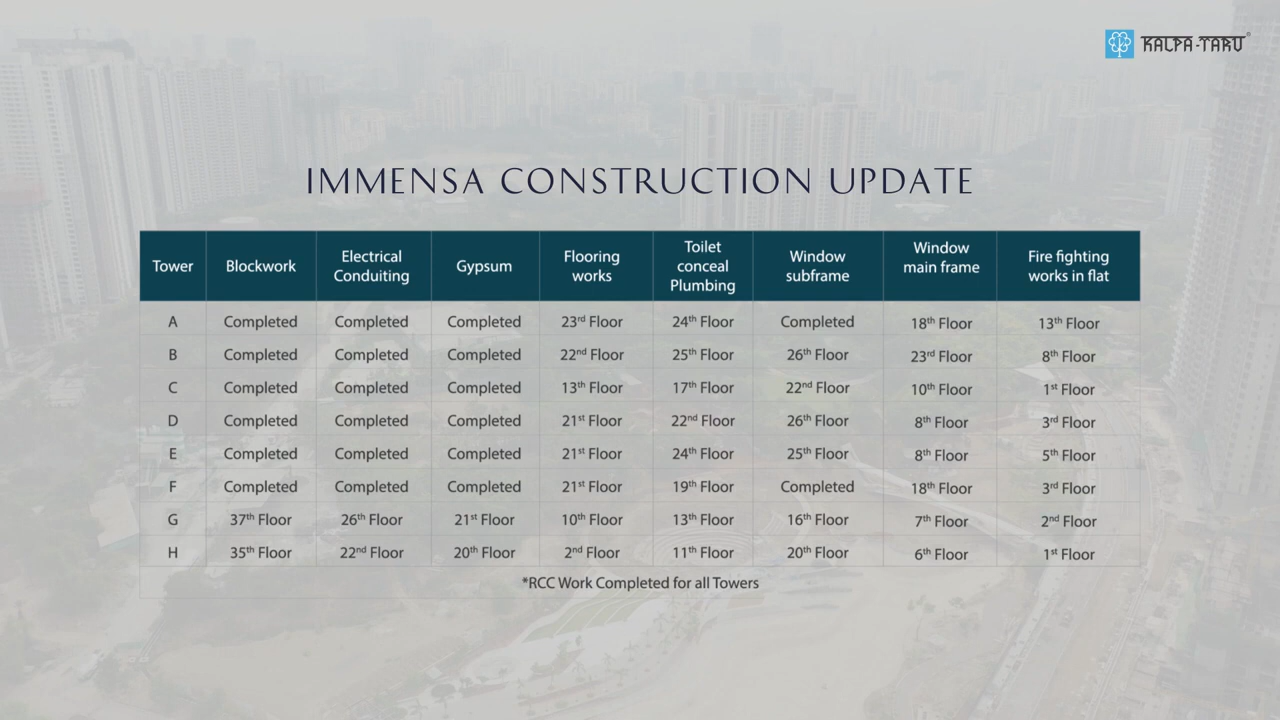 KALPA-TARU®
IMMENSA CONSTRUCTION UPDATE
Tower Blockwork Electrical Conduiting Gypsum Flooring works Toilet conceal Plumbing Window subframe Window main frame Fire fighting works in flat
A Completed Completed Completed 23rd Floor 24th Floor Completed 18th Floor 13th Floor
B Completed Completed Completed 22nd Floor 25th Floor 26th Floor 23rd Floor 8th Floor
C Completed Completed Completed 13th Floor 17th Floor 22nd Floor 10th Floor 1st Floor
D Completed Completed Completed 21st Floor 22nd Floor 26th Floor 8th Floor 3rd Floor
E Completed Completed Completed 21st Floor 24th Floor 25th Floor 8th Floor 5th Floor
F Completed Completed Completed 21st Floor 19th Floor Completed 18th Floor 3rd Floor
G 37th Floor 26th Floor 21st Floor 10th Floor 13th Floor 16th Floor 7th Floor 2nd Floor
H 35th Floor 22nd Floor 20th Floor 2nd Floor 11th Floor 20th Floor 6th Floor 1st Floor
*RCC Work Completed for all Towers